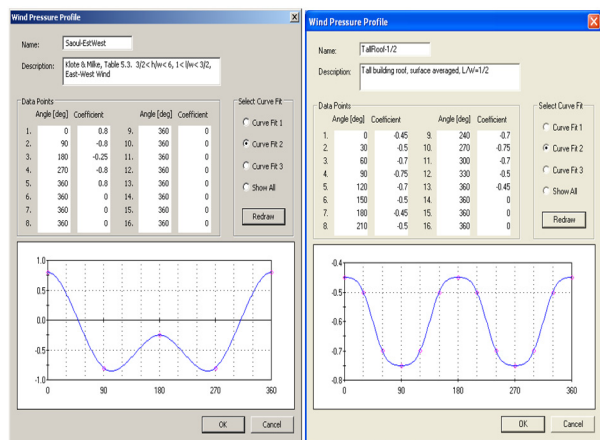 Wind Pressure Profile
Name: Saoul-EstWest
Description: Klote & Milke, Table 5.3. 3/2< h/w< 6, 1< l/w< 3/2,
East-West Wind
Data Points
Angle [deg] Coefficient Angle [deg] Coefficient
1. 0 0.8 9. 360 0
2. 90 -0.8 10. 360 0
3. 180 -0.25 11. 360 0
4. 270 -0.8 12. 360 0
5. 360 0.8 13. 360 0
6. 360 0 14. 360 0
7. 360 0 15. 360 0
8. 360 0 16. 360 0
Select Curve Fit
Curve Fit 1
Curve Fit 2
Curve Fit 3
Show All
Redraw
1.0
0.5
0.0
-0.5
-1.0
0 90 180 270 360
OK Cancel
Wind Pressure Profile
Name: TallRoof-1/2
Description: Tall building roof, surface averaged, L/W=1/2
Data Points
Angle [deg] Coefficient Angle [deg] Coefficient
1. 0 -0.45 9. 240 -0.7
2. 30 -0.5 10. 270 -0.75
3. 60 -0.7 11. 300 -0.7
4. 90 -0.75 12. 330 -0.5
5. 120 -0.7 13. 360 -0.45
6. 150 -0.5 14. 360 0
7. 180 -0.45 15. 360 0
8. 210 -0.5 16. 360 0
Select Curve Fit
Curve Fit 1
Curve Fit 2
Curve Fit 3
Show All
Redraw
-0.4
-0.5
-0.6
-0.7
-0.8
0 90 180 270 360
OK Cancel